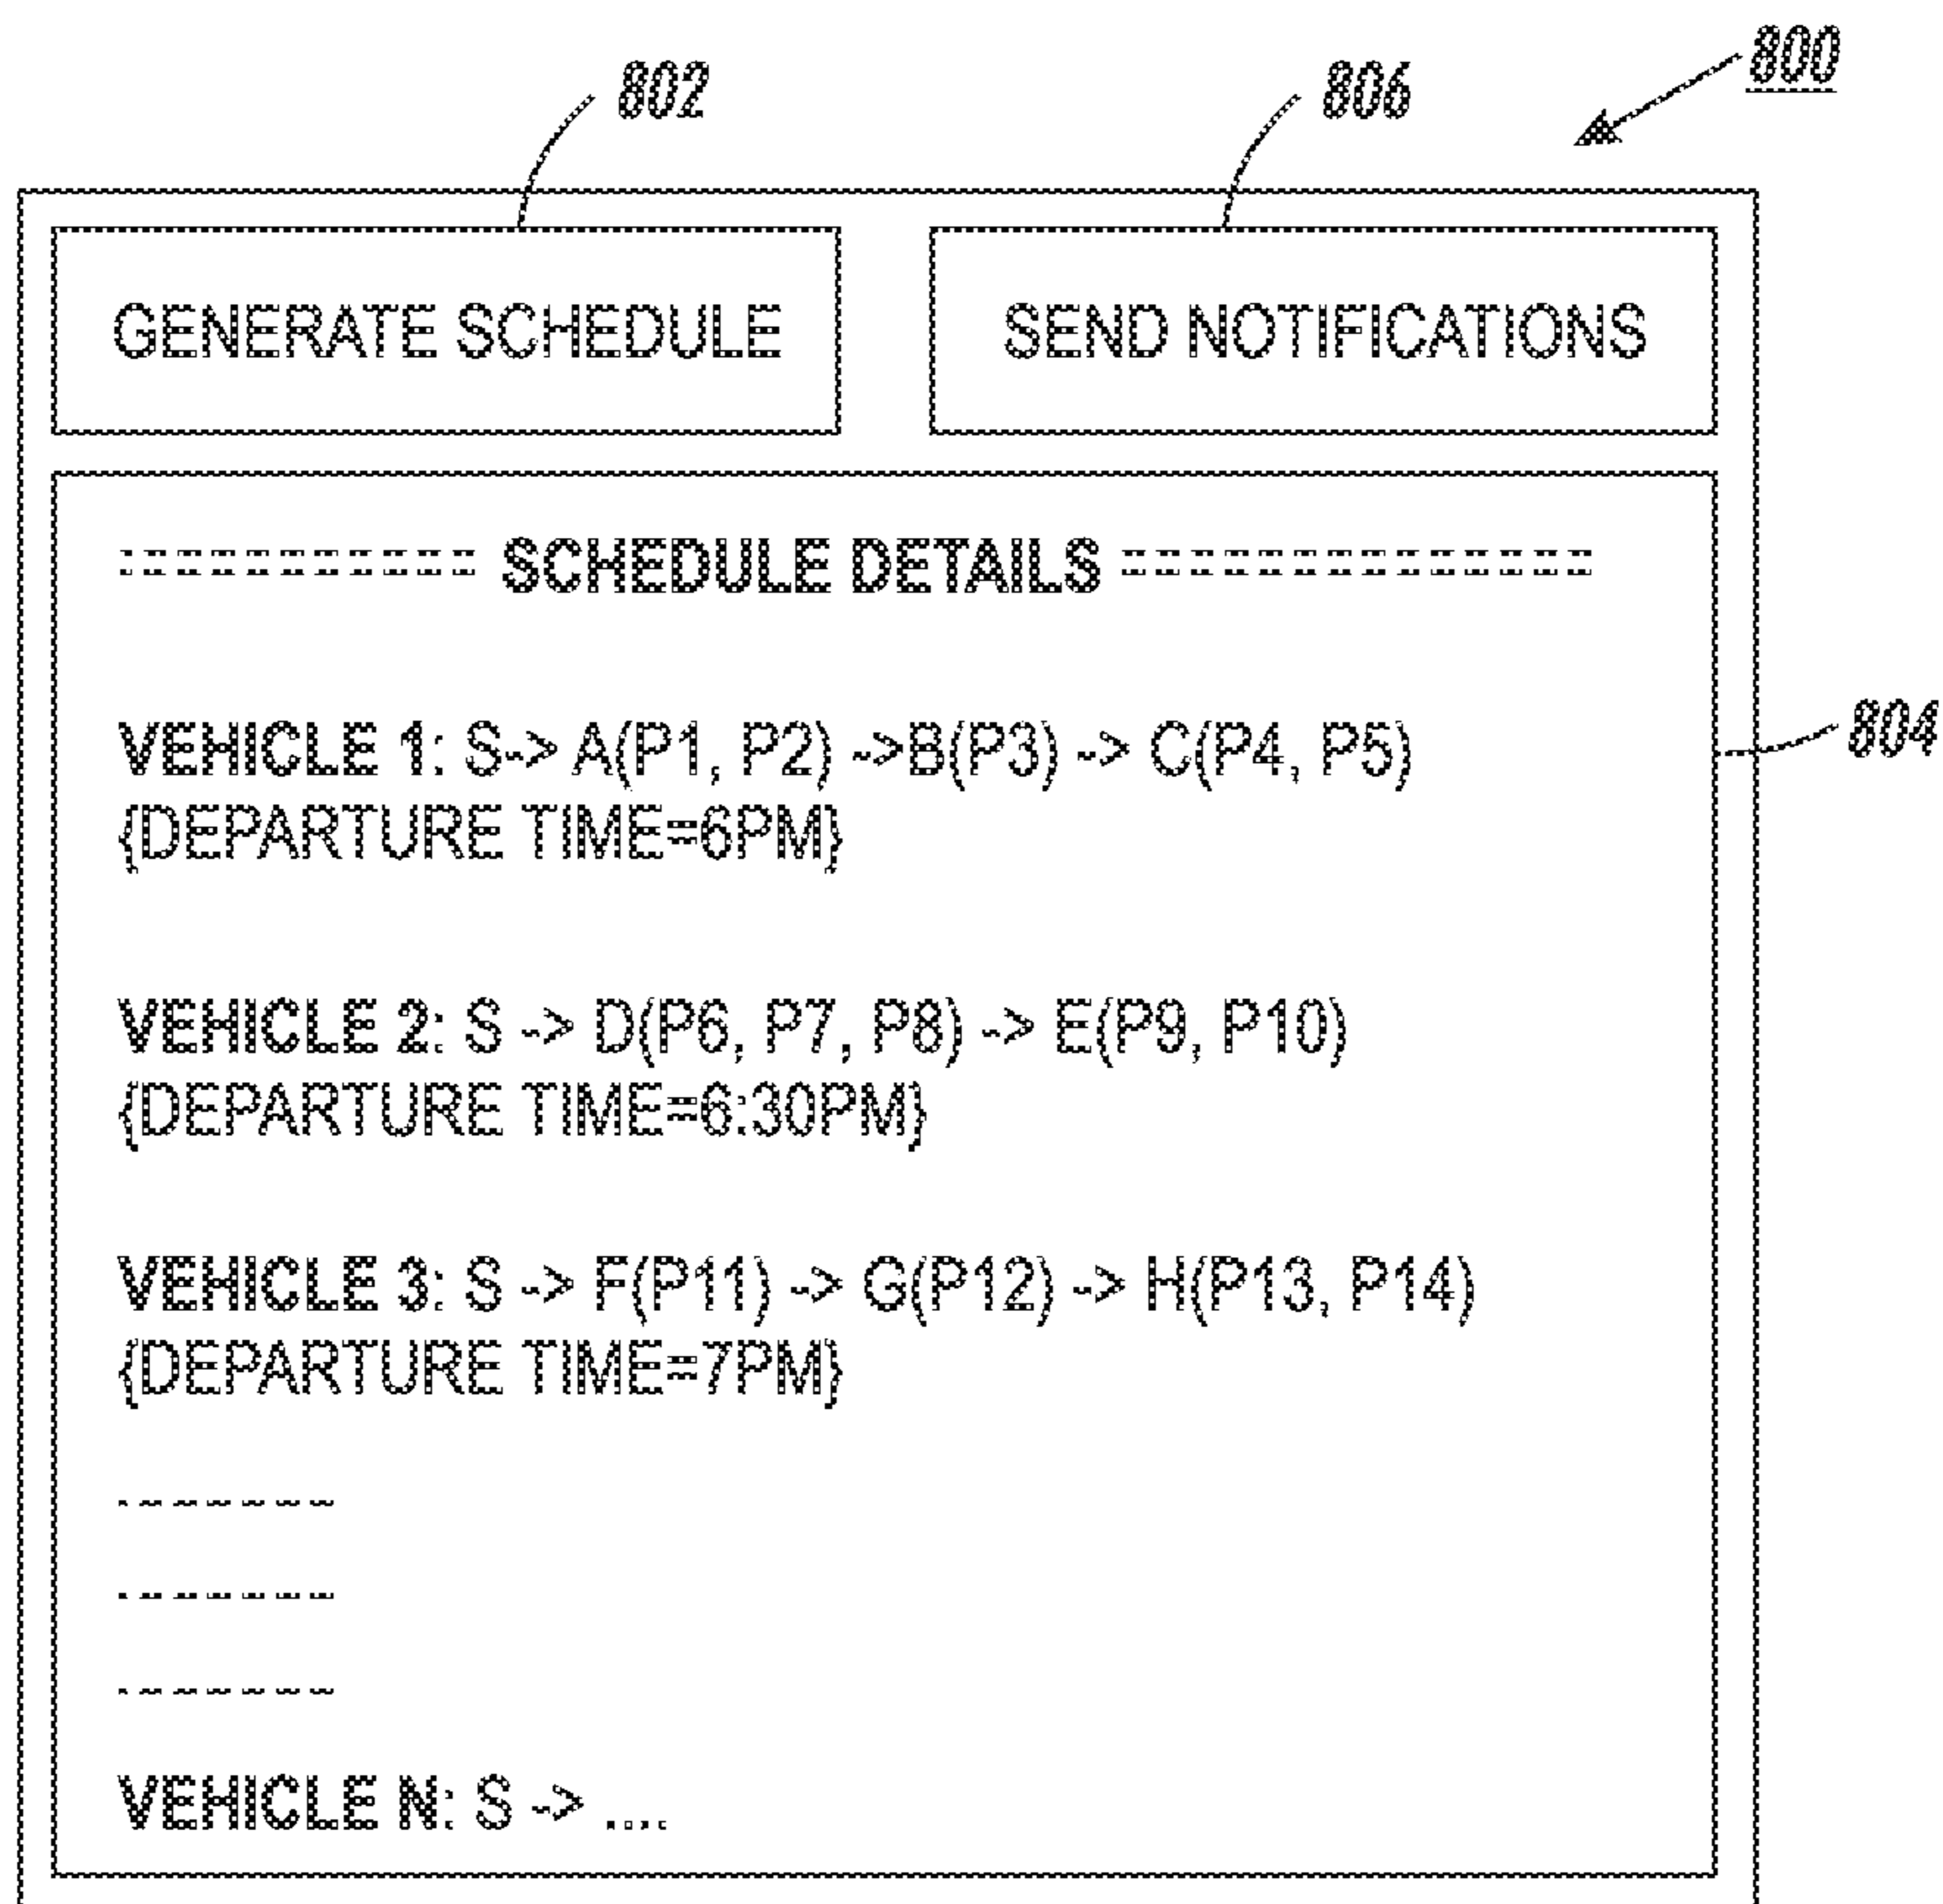 800
802
806
GENERATE SCHEDULE
SEND NOTIFICATIONS
=========== SCHEDULE DETAILS ==============
VEHICLE 1: S-> A(P1, P2) ->B(P3) -> C(P4, P5)
804
{DEPARTURE TIME=6PM}
VEHICLE 2: S -> D(P6, P7, P8) -> E(P9, P10)
{DEPARTURE TIME=6:30PM}
VEHICLE 3: S -> F(P11) -> G(P12) -> H(P13, P14)
{DEPARTURE TIME=7PM}
-------
-------
-------
VEHICLE N: S -> ....